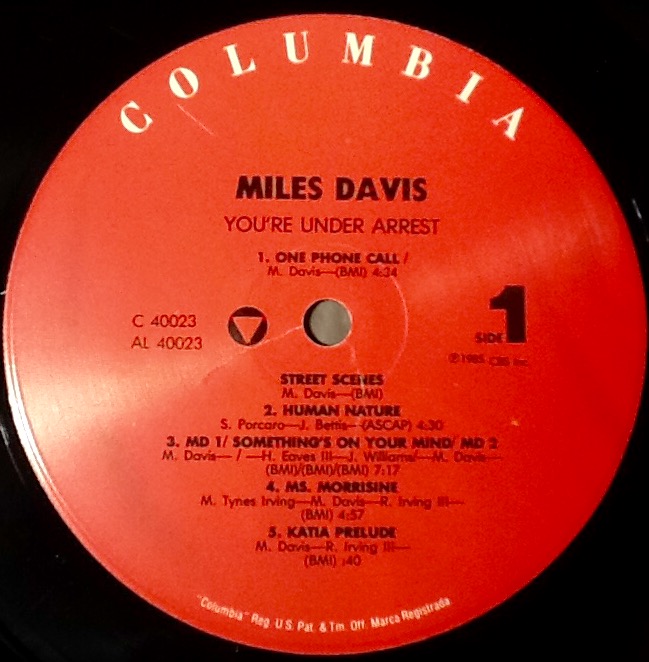 COLUMBIA
MILES DAVIS
YOU'RE UNDER ARREST
1. ONE PHONE CALL /
M. Davis—(BMI) 4:34
C 40023
AL 40023
SIDE 1
℗ 1985 CBS Inc.
STREET SCENES
M. Davis—(BMI)
2. HUMAN NATURE
S. Porcaro—J. Bettis—(ASCAP) 4:30
3. MD 1/ SOMETHING'S ON YOUR MIND/ MD 2
M. Davis— / —H. Eaves III—J. Williams/—M. Davis—
(BMI)/(BMI)/(BMI) 7:17
4. MS. MORRISINE
M. Tynes Irving—M. Davis—R. Irving III—
(BMI) 4:57
5. KATIA PRELUDE
M. Davis—R. Irving III—
(BMI) :40
"Columbia" Reg. U.S. Pat. & Tm. Off. Marca Registrada